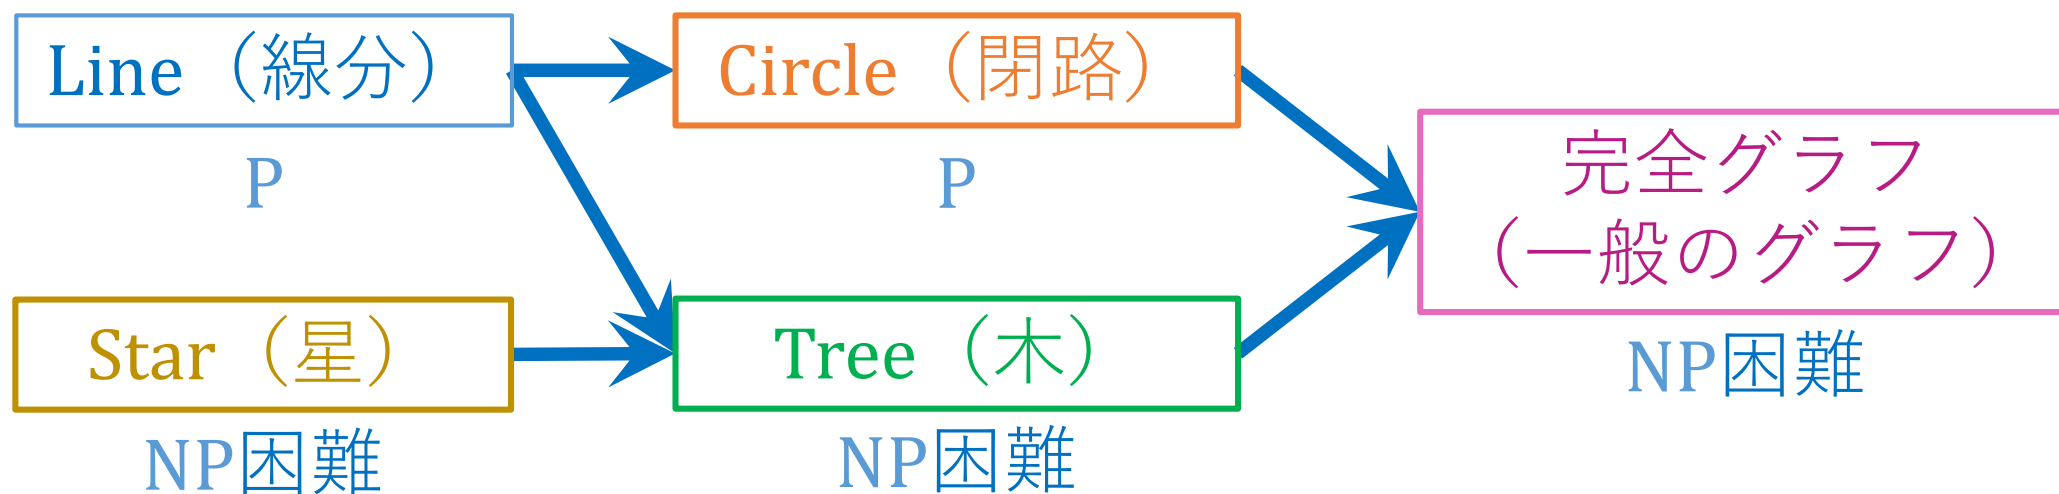 Line（線分）
P
Circle（閉路）
P
Star（星）
NP困難
Tree（木）
NP困難
完全グラフ
（一般のグラフ）
NP困難